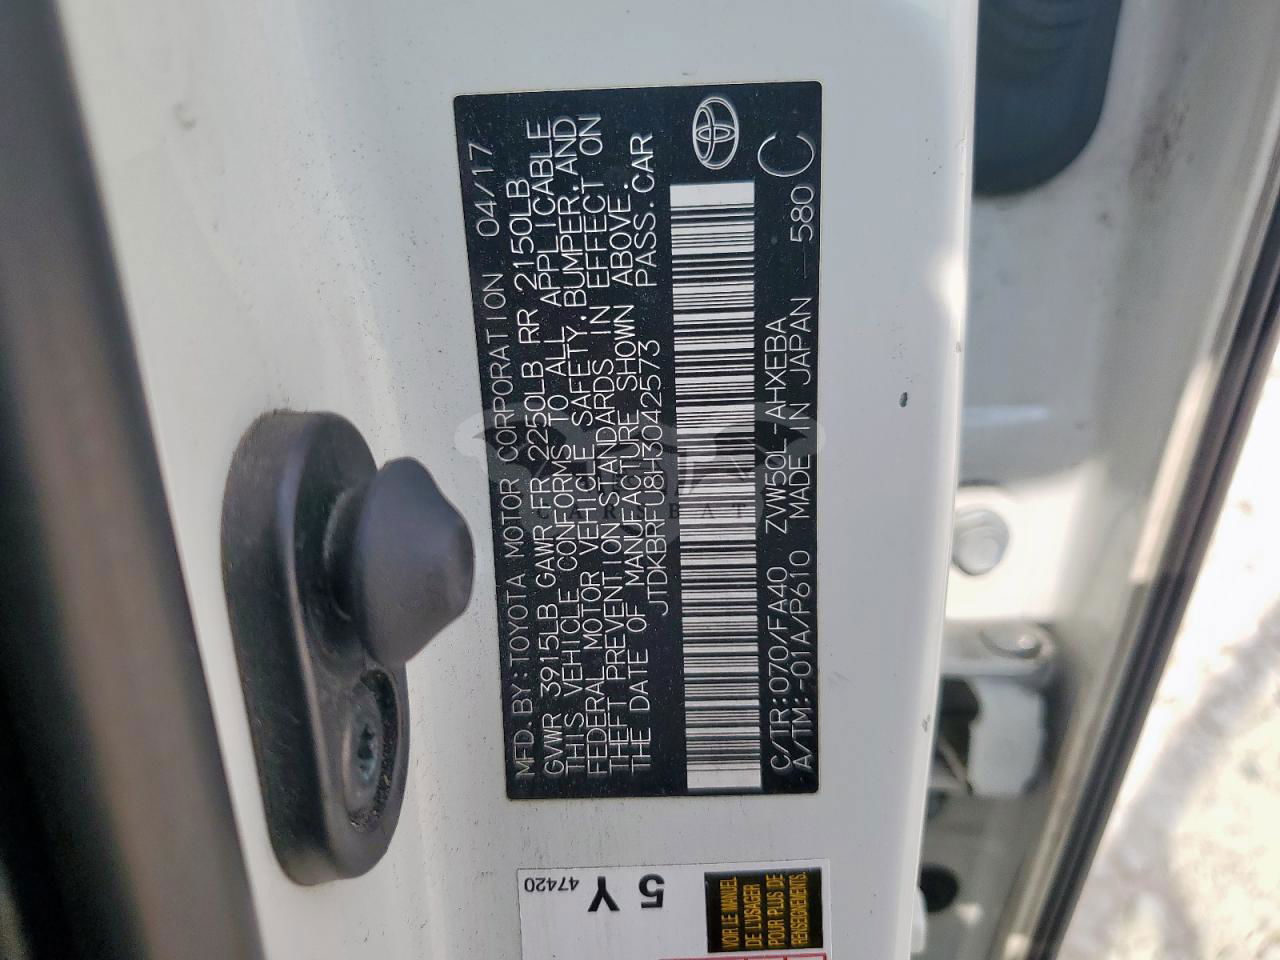 MFD. BY: TOYOTA MOTOR CORPORATION 04/17
GVWR 3915LB GAWR FR 2250LB RR 2150LB
THIS VEHICLE CONFORMS TO ALL APPLICABLE
FEDERAL MOTOR VEHICLE SAFETY, BUMPER, AND
THEFT PREVENTION STANDARDS IN EFFECT ON
THE DATE OF MANUFACTURE SHOWN ABOVE.
JTDKBRFU8H3042573 PASS. CAR
C/TR: 070/FA40 ZVW50L-AHXEBA
A/TM: -01A/P610 MADE IN JAPAN 580
C
CARSBAT
5 Y
47420
VOIR LE MANUEL
DE L'USAGER
POUR PLUS DE
RENSEIGNEMENTS.